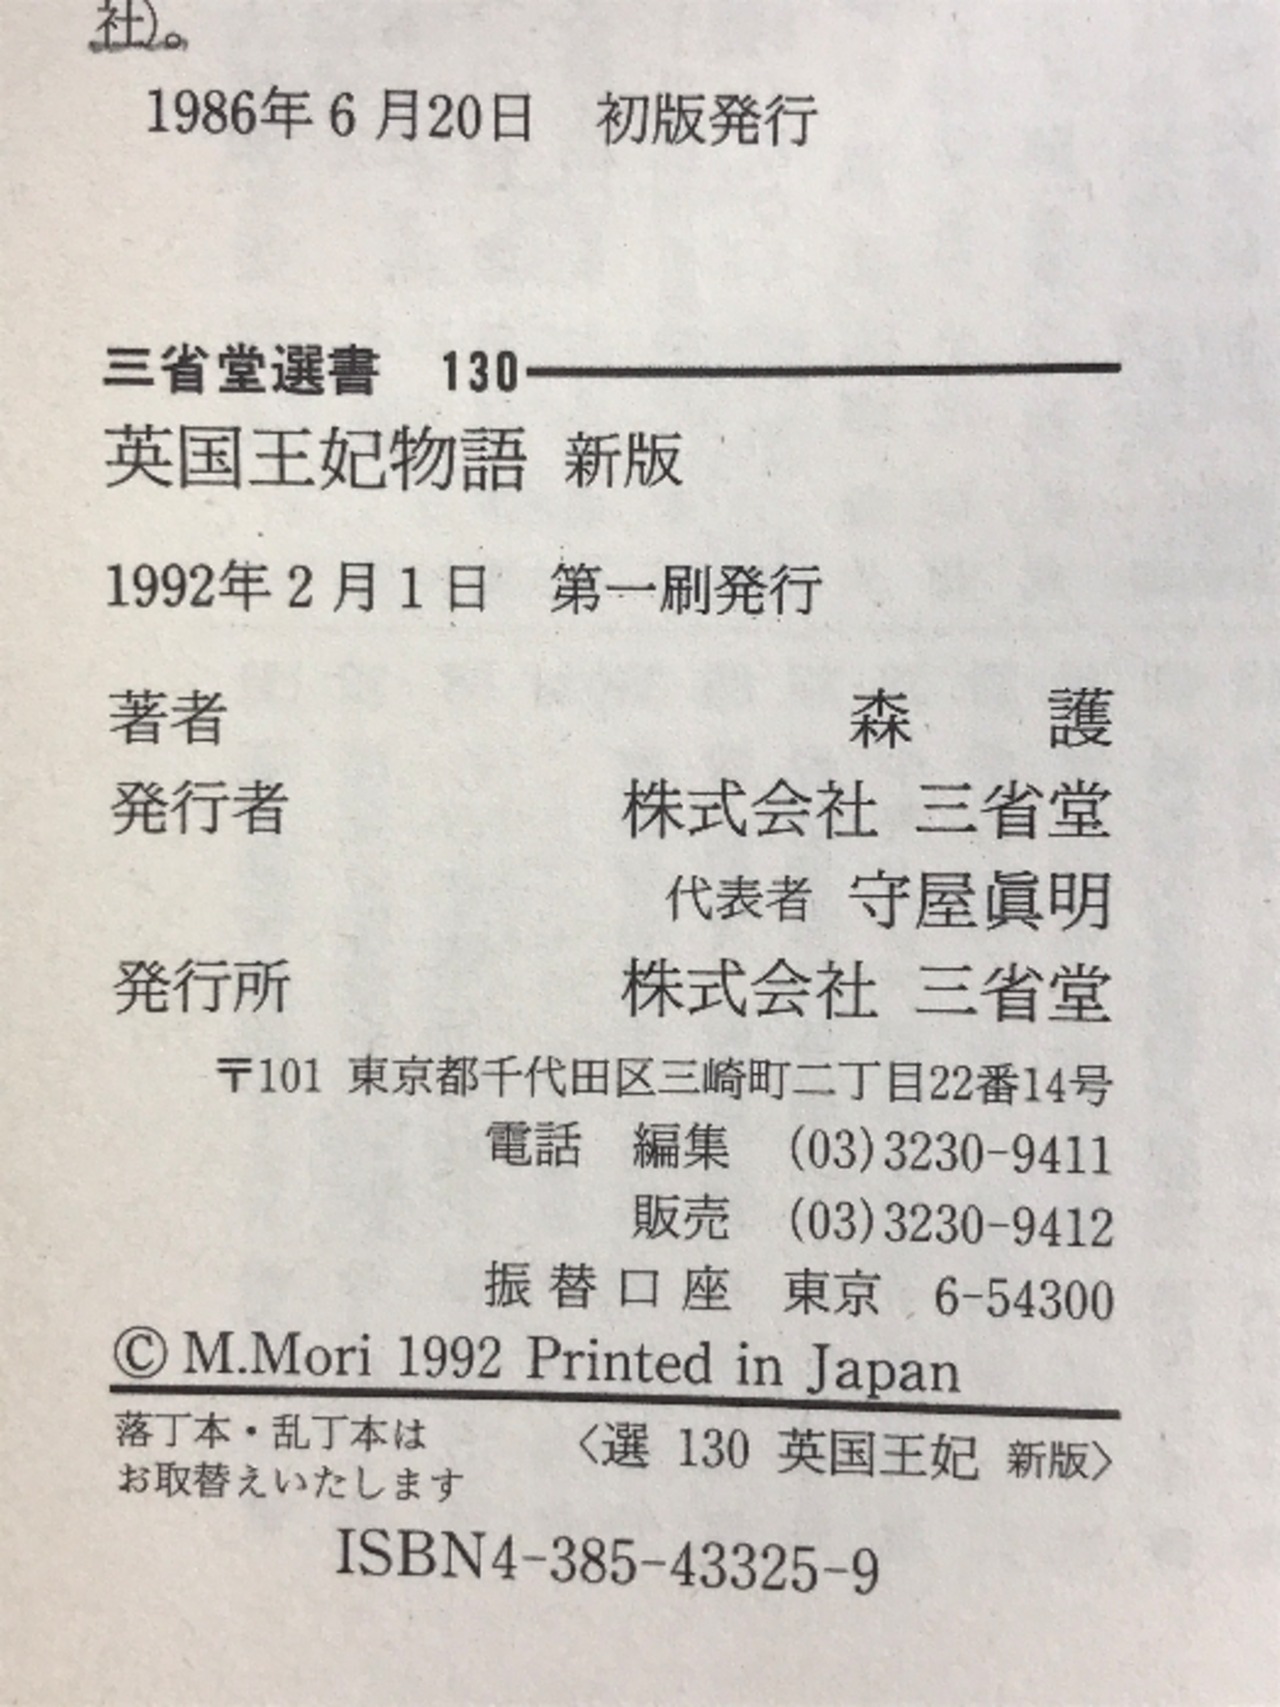 社)。
1986年6月20日　初版発行
三省堂選書　130
英国王妃物語 新版
1992年2月1日　第一刷発行
著者　森　護
発行者　株式会社 三省堂
代表者 守屋眞明
発行所　株式会社 三省堂
〒101 東京都千代田区三崎町二丁目22番14号
電話　編集　(03)3230-9411
販売　(03)3230-9412
振替口座　東京　6-54300
© M.Mori 1992 Printed in Japan
落丁本・乱丁本は
お取替えいたします
〈選 130 英国王妃 新版〉
ISBN4-385-43325-9